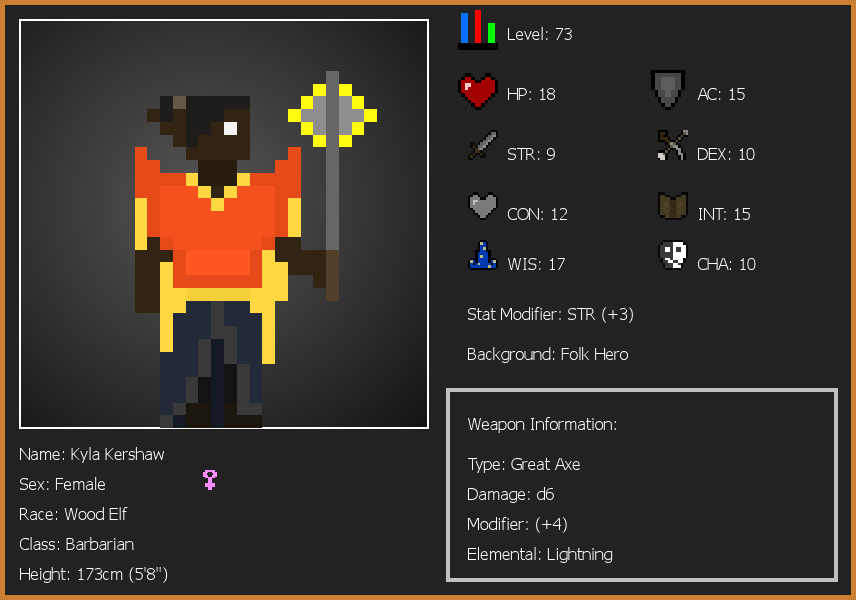 Level: 73
HP: 18
AC: 15
STR: 9
DEX: 10
CON: 12
INT: 15
WIS: 17
CHA: 10
Stat Modifier: STR (+3)
Background: Folk Hero
Weapon Information:
Type: Great Axe
Damage: d6
Modifier: (+4)
Elemental: Lightning
Name: Kyla Kershaw
Sex: Female
Race: Wood Elf
Class: Barbarian
Height: 173cm (5'8")